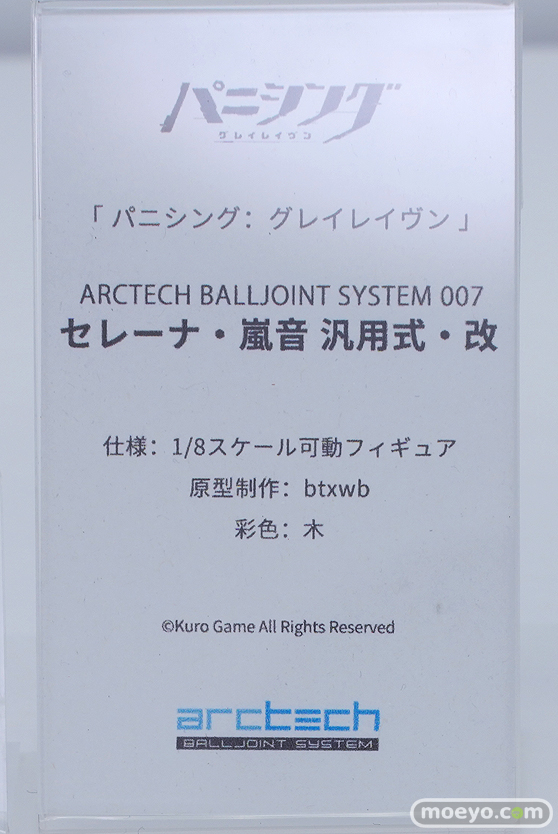 パニシング
グレイレイヴン
「 パニシング：グレイレイヴン 」
ARCTECH BALLJOINT SYSTEM 007
セレーナ・嵐音 汎用式・改
仕様：1/8スケール可動フィギュア
原型制作：btxwb
彩色：木
©Kuro Game All Rights Reserved
arctech
BALLJOINT SYSTEM
moeyo.com